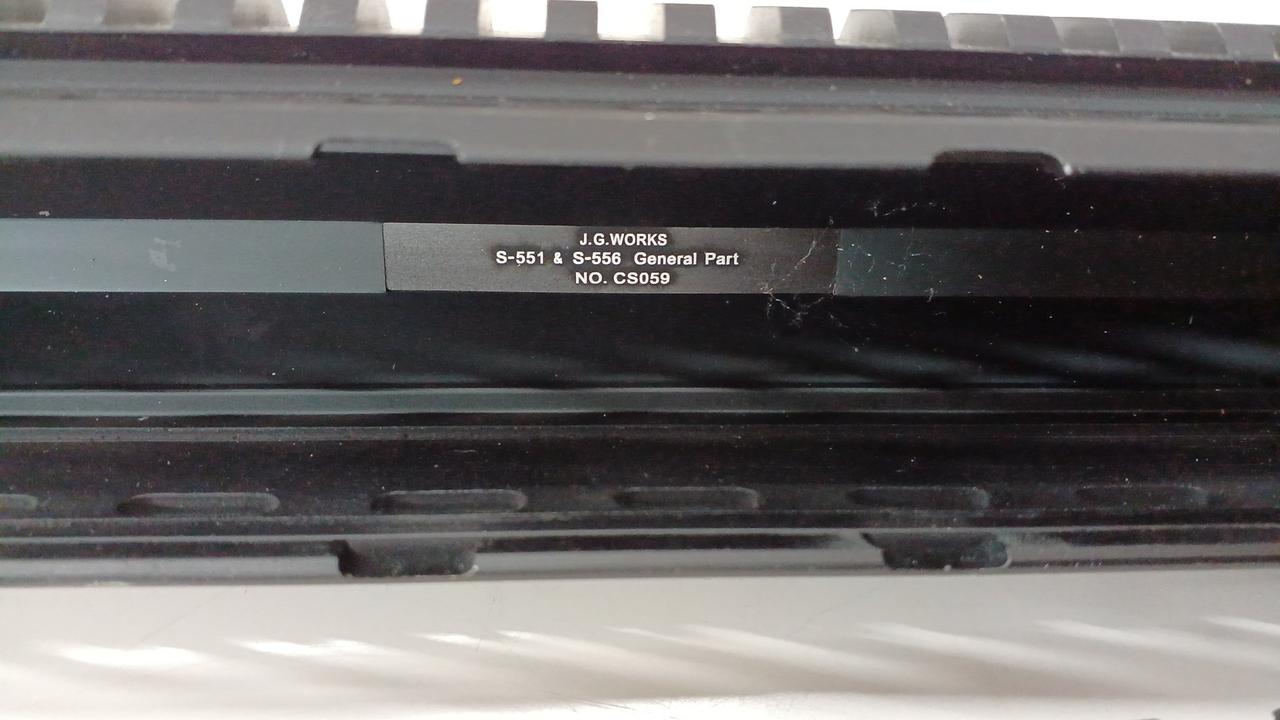 J.G.WORKS
S-551 & S-556 General Part
NO. CS059